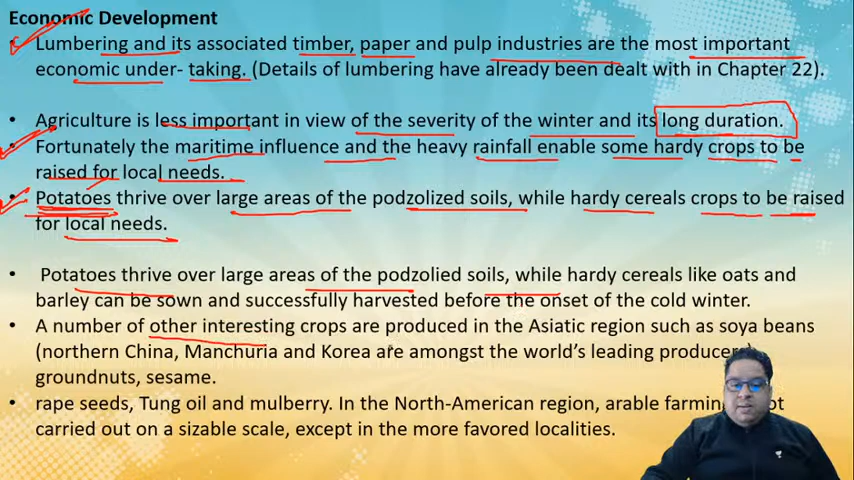 Economic Development
• Lumbering and its associated timber, paper and pulp industries are the most important
economic under- taking. (Details of lumbering have already been dealt with in Chapter 22).
• Agriculture is less important in view of the severity of the winter and its long duration.
• Fortunately the maritime influence and the heavy rainfall enable some hardy crops to be
raised for local needs.
• Potatoes thrive over large areas of the podzolized soils, while hardy cereals crops to be raised
for local needs.
• Potatoes thrive over large areas of the podzolied soils, while hardy cereals like oats and
barley can be sown and successfully harvested before the onset of the cold winter.
• A number of other interesting crops are produced in the Asiatic region such as soya beans
(northern China, Manchuria and Korea are amongst the world's leading producers)
groundnuts, sesame.
• rape seeds, Tung oil and mulberry. In the North-American region, arable farming
carried out on a sizable scale, except in the more favored localities.